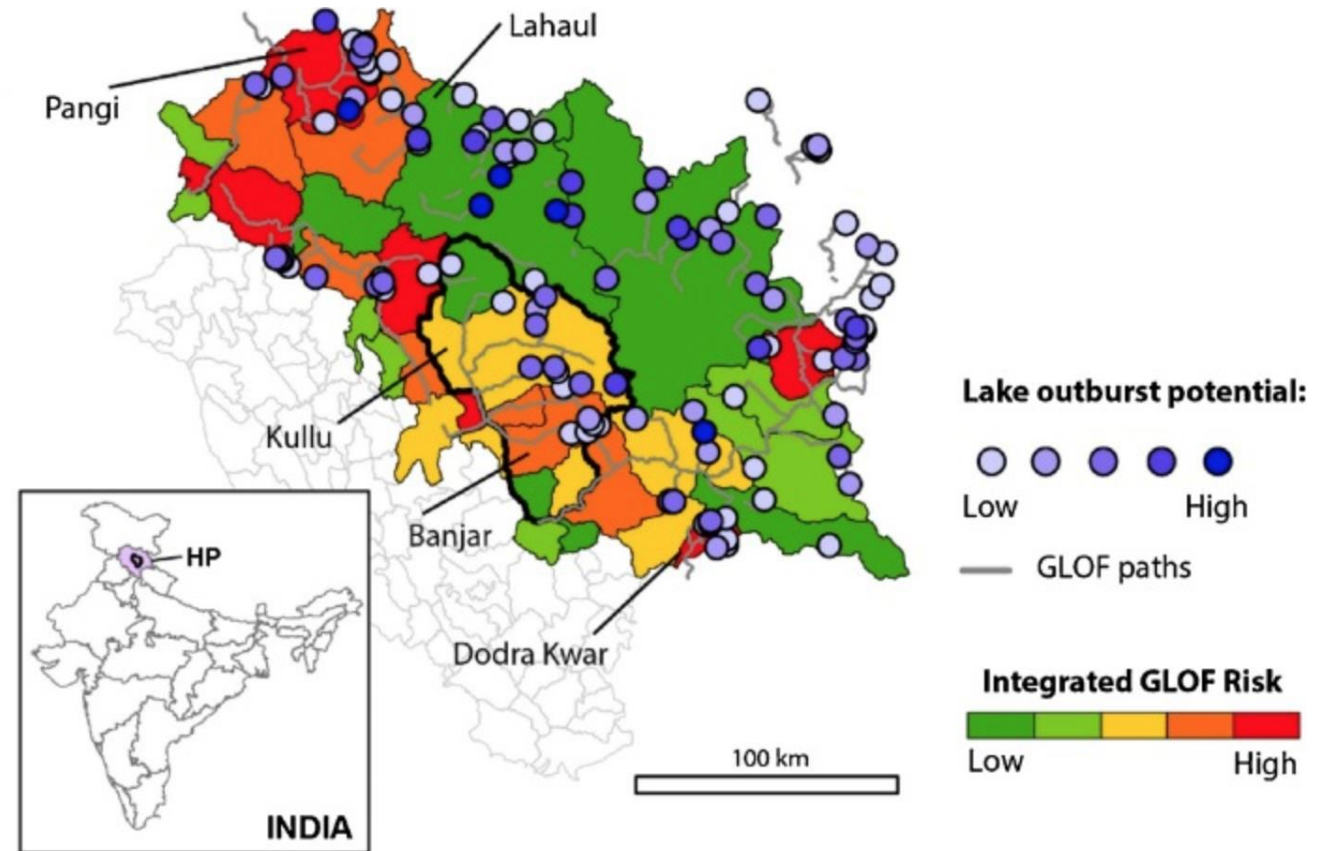 Lahaul
Pangi
Kullu
Banjar
Dodra Kwar
HP
INDIA
100 km
Lake outburst potential:
Low High
GLOF paths
Integrated GLOF Risk
Low High